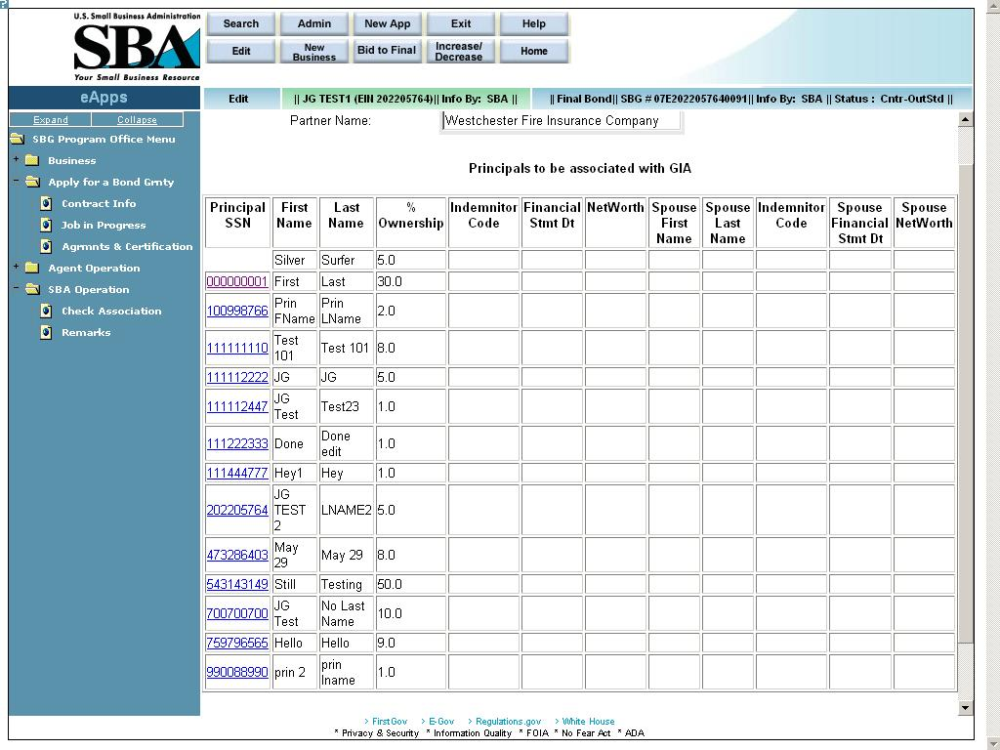 U.S. Small Business Administration
SBA
Your Small Business Resource
Search Admin New App Exit Help
Edit New Business Bid to Final Increase/ Decrease Home
eApps
Edit || JG TEST1 (EIN 202205764)|| Info By: SBA || || Final Bond|| SBG # 07E2022057640091|| Info By: SBA || Status : Cntr-OutStd ||
Expand Collapse
SBG Program Office Menu
+ Business
- Apply for a Bond Grnty
Contract Info
Job in Progress
Agrmnts & Certification
+ Agent Operation
- SBA Operation
Check Association
Remarks
Partner Name: Westchester Fire Insurance Company
Principals to be associated with GIA
Principal SSN First Name Last Name % Ownership Indemnitor Code Financial Stmt Dt NetWorth Spouse First Name Spouse Last Name Indemnitor Code Spouse Financial Stmt Dt Spouse NetWorth
Silver Surfer 5.0
000000001 First Last 30.0
100998766 Prin FName Prin LName 2.0
111111110 Test 101 Test 101 8.0
111112222 JG JG 5.0
111112447 JG Test Test23 1.0
111222333 Done Done edit 1.0
111444777 Hey1 Hey 1.0
202205764 JG TEST 2 LNAME2 5.0
473286403 May 29 May 29 8.0
543143149 Still Testing 50.0
700700700 JG Test No Last Name 10.0
759796565 Hello Hello 9.0
990088990 prin 2 prin lname 1.0
> FirstGov > E-Gov > Regulations.gov > White House
* Privacy & Security * Information Quality * FOIA * No Fear Act * ADA